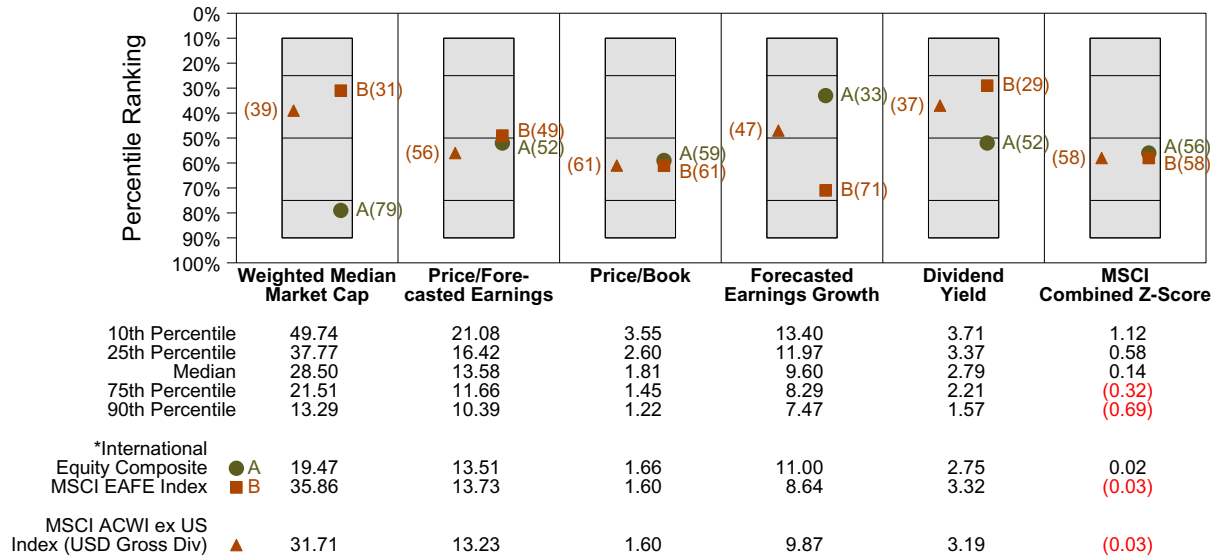 Percentile Ranking
0%
10%
20%
30%
40%
50%
60%
70%
80%
90%
100%
(39)
B(31)
A(79)
(56)
B(49)
A(52)
(61)
A(59)
B(61)
(47)
A(33)
B(71)
(37)
B(29)
A(52)
(58)
A(56)
B(58)
Weighted Median
Market Cap
Price/Fore-
casted Earnings
Price/Book
Forecasted
Earnings Growth
Dividend
Yield
MSCI
Combined Z-Score
10th Percentile 49.74 21.08 3.55 13.40 3.71 1.12
25th Percentile 37.77 16.42 2.60 11.97 3.37 0.58
Median 28.50 13.58 1.81 9.60 2.79 0.14
75th Percentile 21.51 11.66 1.45 8.29 2.21 (0.32)
90th Percentile 13.29 10.39 1.22 7.47 1.57 (0.69)
*International
Equity Composite A 19.47 13.51 1.66 11.00 2.75 0.02
MSCI EAFE Index B 35.86 13.73 1.60 8.64 3.32 (0.03)
MSCI ACWI ex US
Index (USD Gross Div) 31.71 13.23 1.60 9.87 3.19 (0.03)